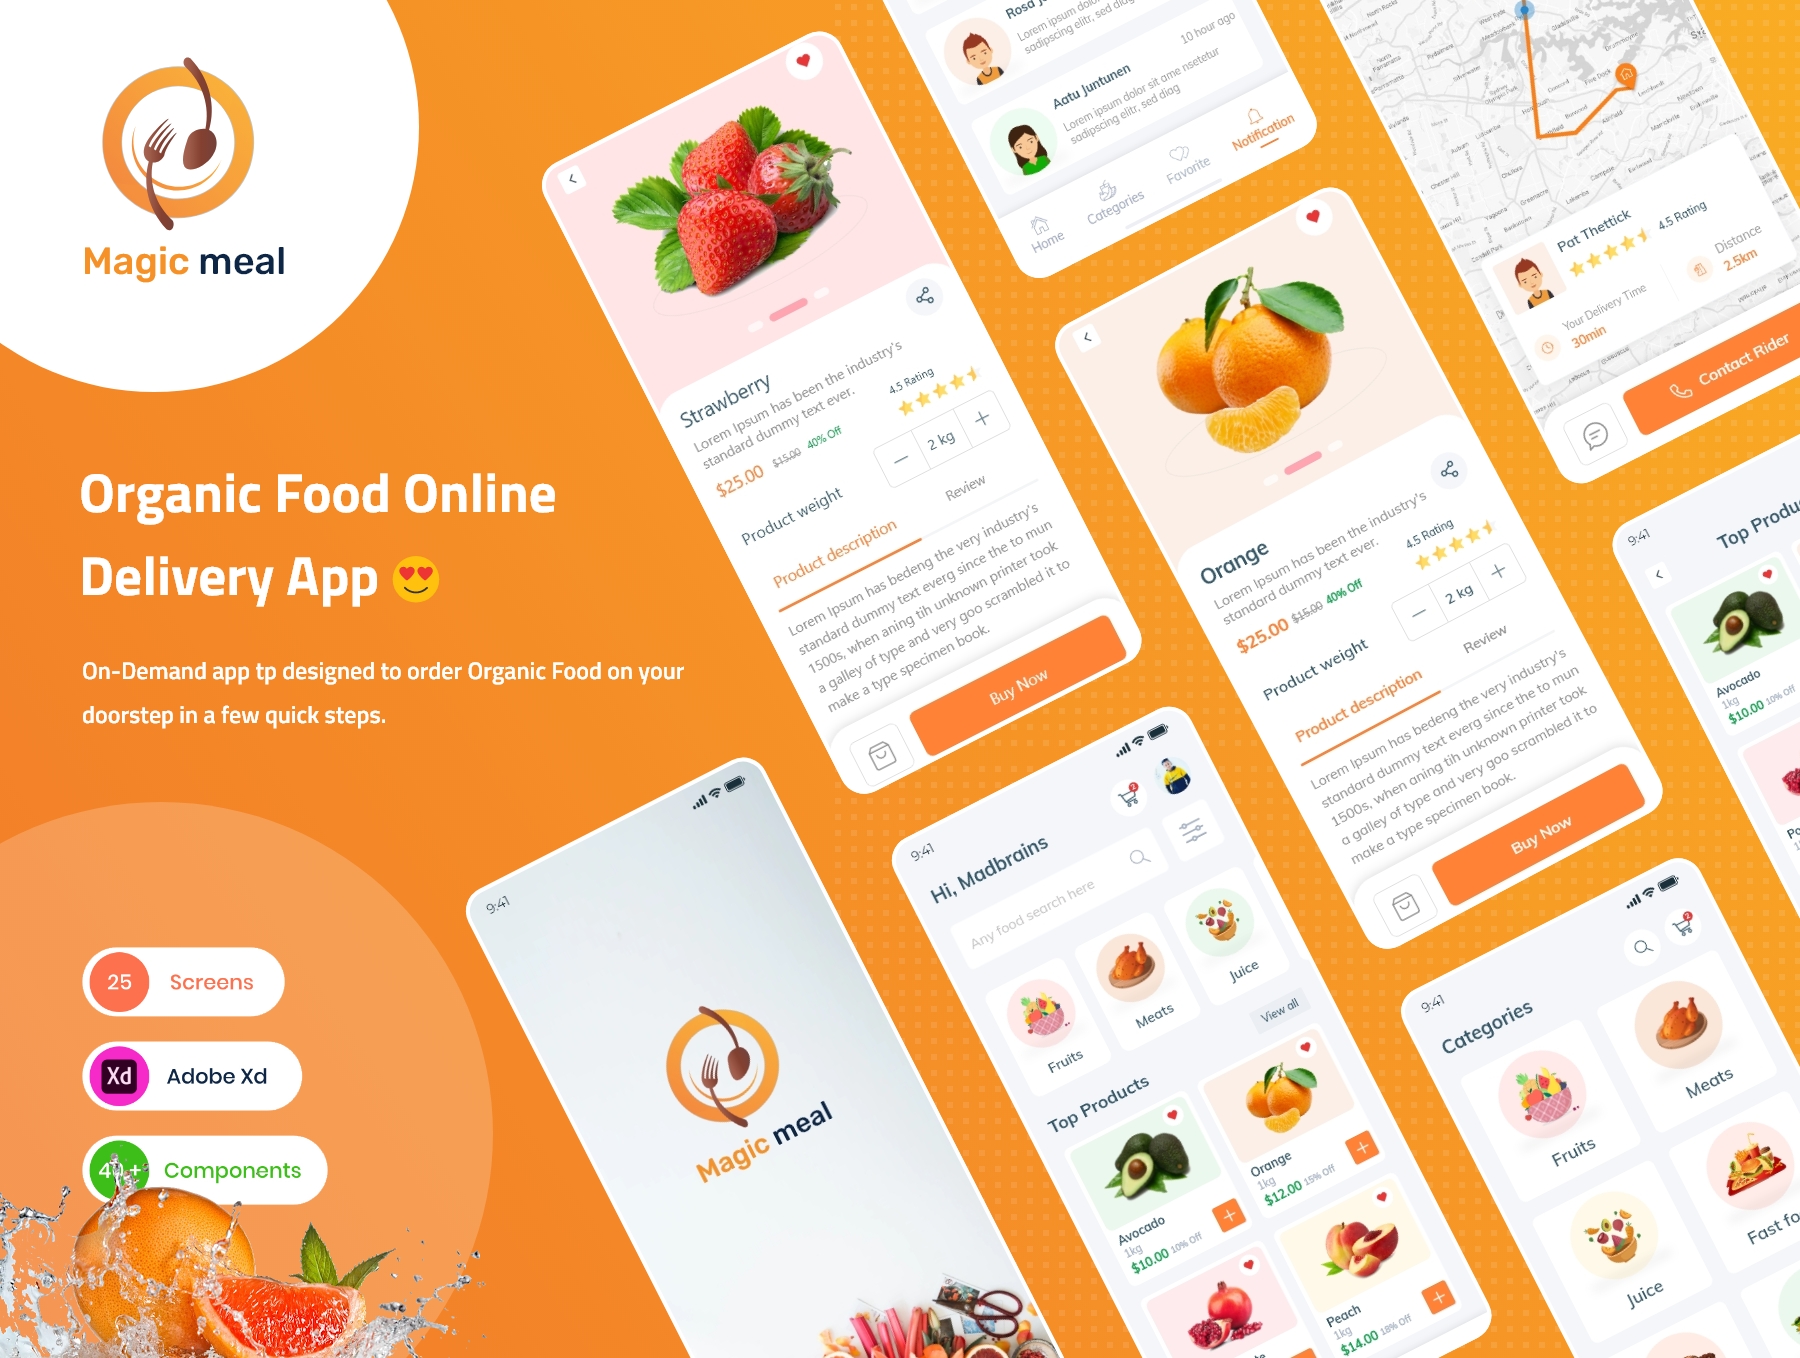 Magic meal
Organic Food Online
Delivery App 😍
On-Demand app tp designed to order Organic Food on your
doorstep in a few quick steps.
25 Screens
Xd Adobe Xd
Components
Strawberry
Lorem Ipsum has been the industry's
standard dummy text ever.
4.5 Rating
$25.00 $15.00 40% Off
2 kg
Product weight
Product description
Review
Lorem Ipsum has bedeng the very industry's
standard dummy text everg since the to mun
1500s, when aning tih unknown printer took
a galley of type and very goo scrambled it to
make a type specimen book.
Buy Now
Lorem ipsum dolor
sadipscing elitr, sed diag
10 hour ago
Aatu Juntunen
Lorem ipsum dolor sit ame nsetetur
sadipscing elitr, sed diag
Home
Categories
Favorite
Notification
Orange
Lorem Ipsum has been the industry's
standard dummy text ever.
4.5 Rating
$25.00 $15.00 40% Off
2 kg
Product weight
Product description
Review
Lorem Ipsum has bedeng the very industry's
standard dummy text everg since the to mun
1500s, when aning tih unknown printer took
a galley of type and very goo scrambled it to
make a type specimen book.
Buy Now
Pat Thettick
4.5 Rating
Your Delivery Time
30min
Distance
2.5km
Contact Rider
9:41
Top Produ
Avocado
1kg
$10.00 10% Off
9:41
Magic meal
9:41
2
Hi, Madbrains
Any food search here
Fruits
Meats
Juice
View all
Top Products
Avocado
1kg
$10.00 10% Off
Orange
1kg
$12.00 15% Off
Peach
1kg
$14.00 18% Off
9:41
2
Categories
Fruits
Meats
Juice
Fast fo